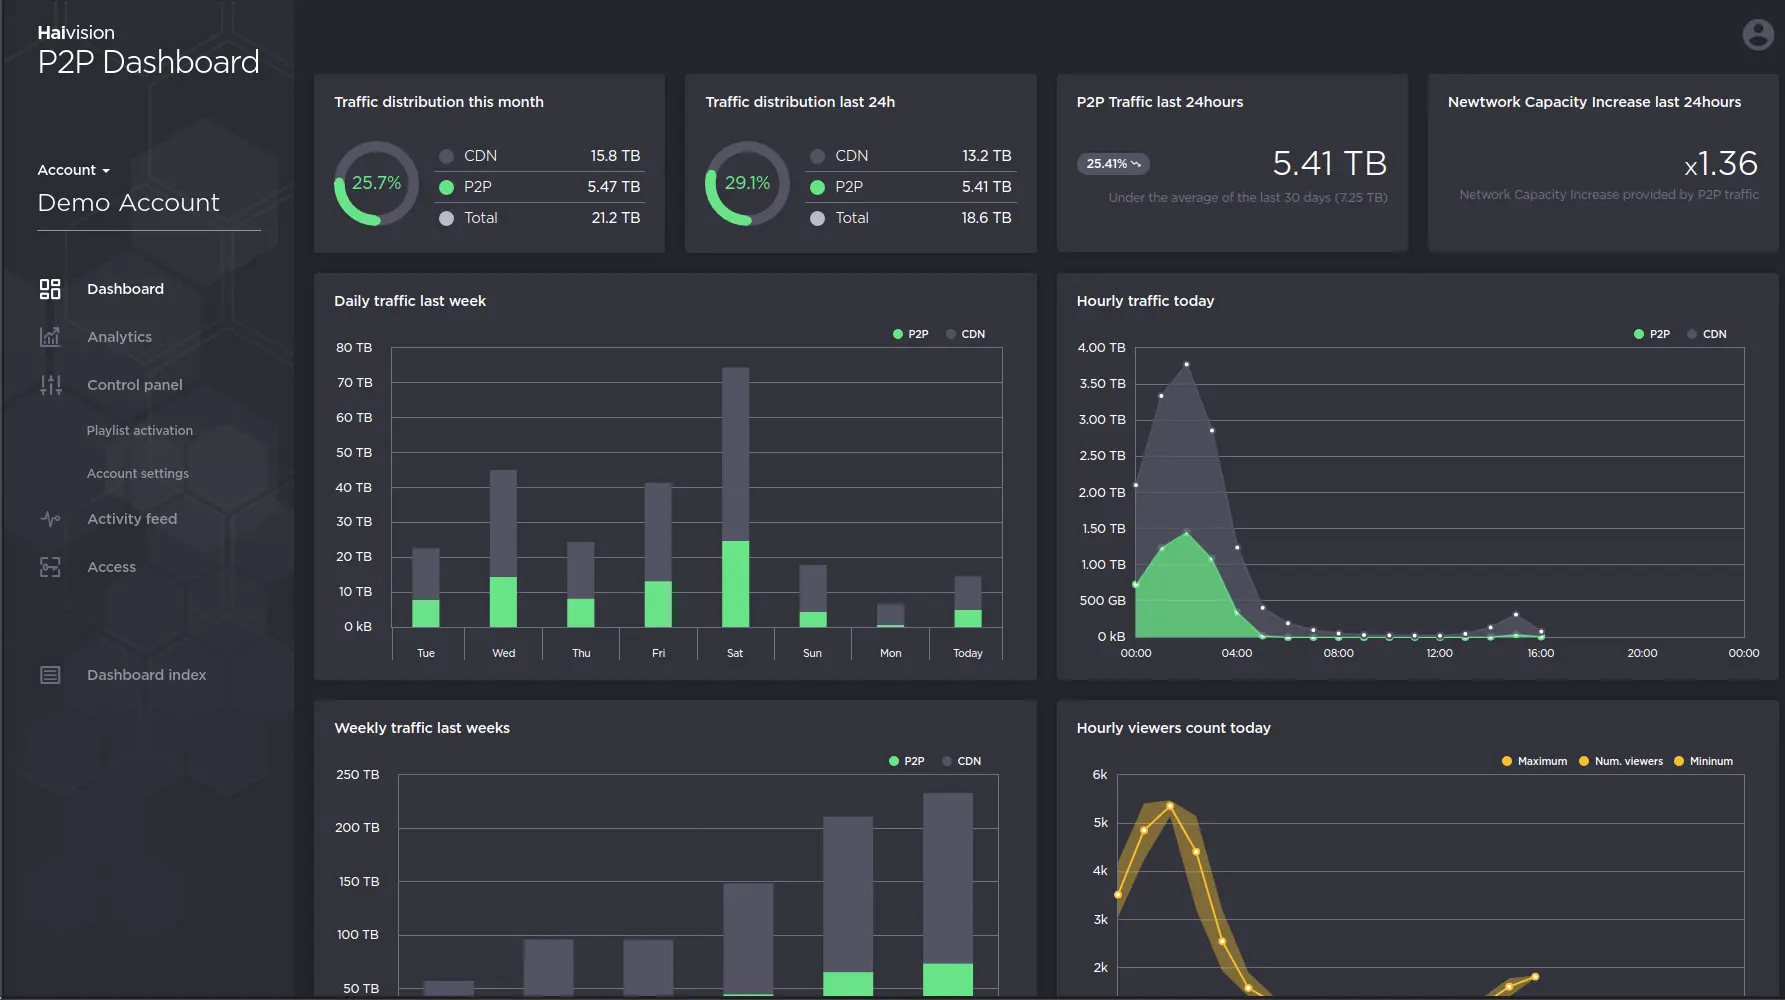 Haivision
P2P Dashboard
Account
Demo Account
Dashboard
Analytics
Control panel
Playlist activation
Account settings
Activity feed
Access
Dashboard index
Traffic distribution this month
25.7%
CDN 15.8 TB
P2P 5.47 TB
Total 21.2 TB
Traffic distribution last 24h
29.1%
CDN 13.2 TB
P2P 5.41 TB
Total 18.6 TB
P2P Traffic last 24hours
25.41%
5.41 TB
Under the average of the last 30 days (7.25 TB)
Newtwork Capacity Increase last 24hours
x1.36
Network Capacity Increase provided by P2P traffic
Daily traffic last week
P2P CDN
80 TB
70 TB
60 TB
50 TB
40 TB
30 TB
20 TB
10 TB
0 kB
Tue Wed Thu Fri Sat Sun Mon Today
Hourly traffic today
P2P CDN
4.00 TB
3.50 TB
3.00 TB
2.50 TB
2.00 TB
1.50 TB
1.00 TB
500 GB
0 kB
00:00 04:00 08:00 12:00 16:00 20:00 00:00
Weekly traffic last weeks
P2P CDN
250 TB
200 TB
150 TB
100 TB
50 TB
Hourly viewers count today
Maximum Num. viewers Mininum
6k
5k
4k
3k
2k